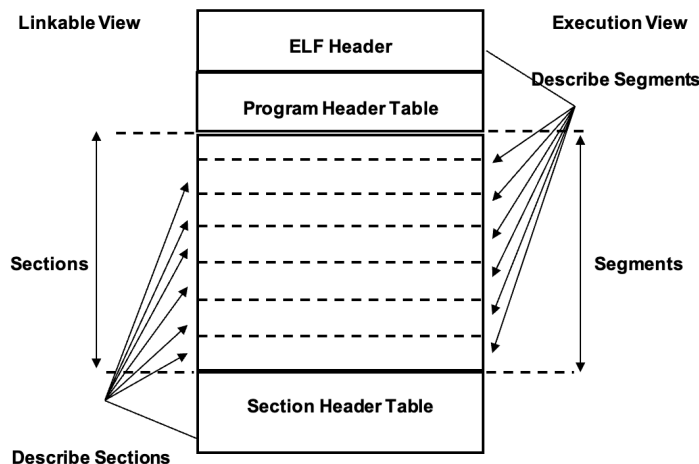 Linkable View
Execution View
ELF Header
Describe Segments
Program Header Table
Sections
Segments
Section Header Table
Describe Sections